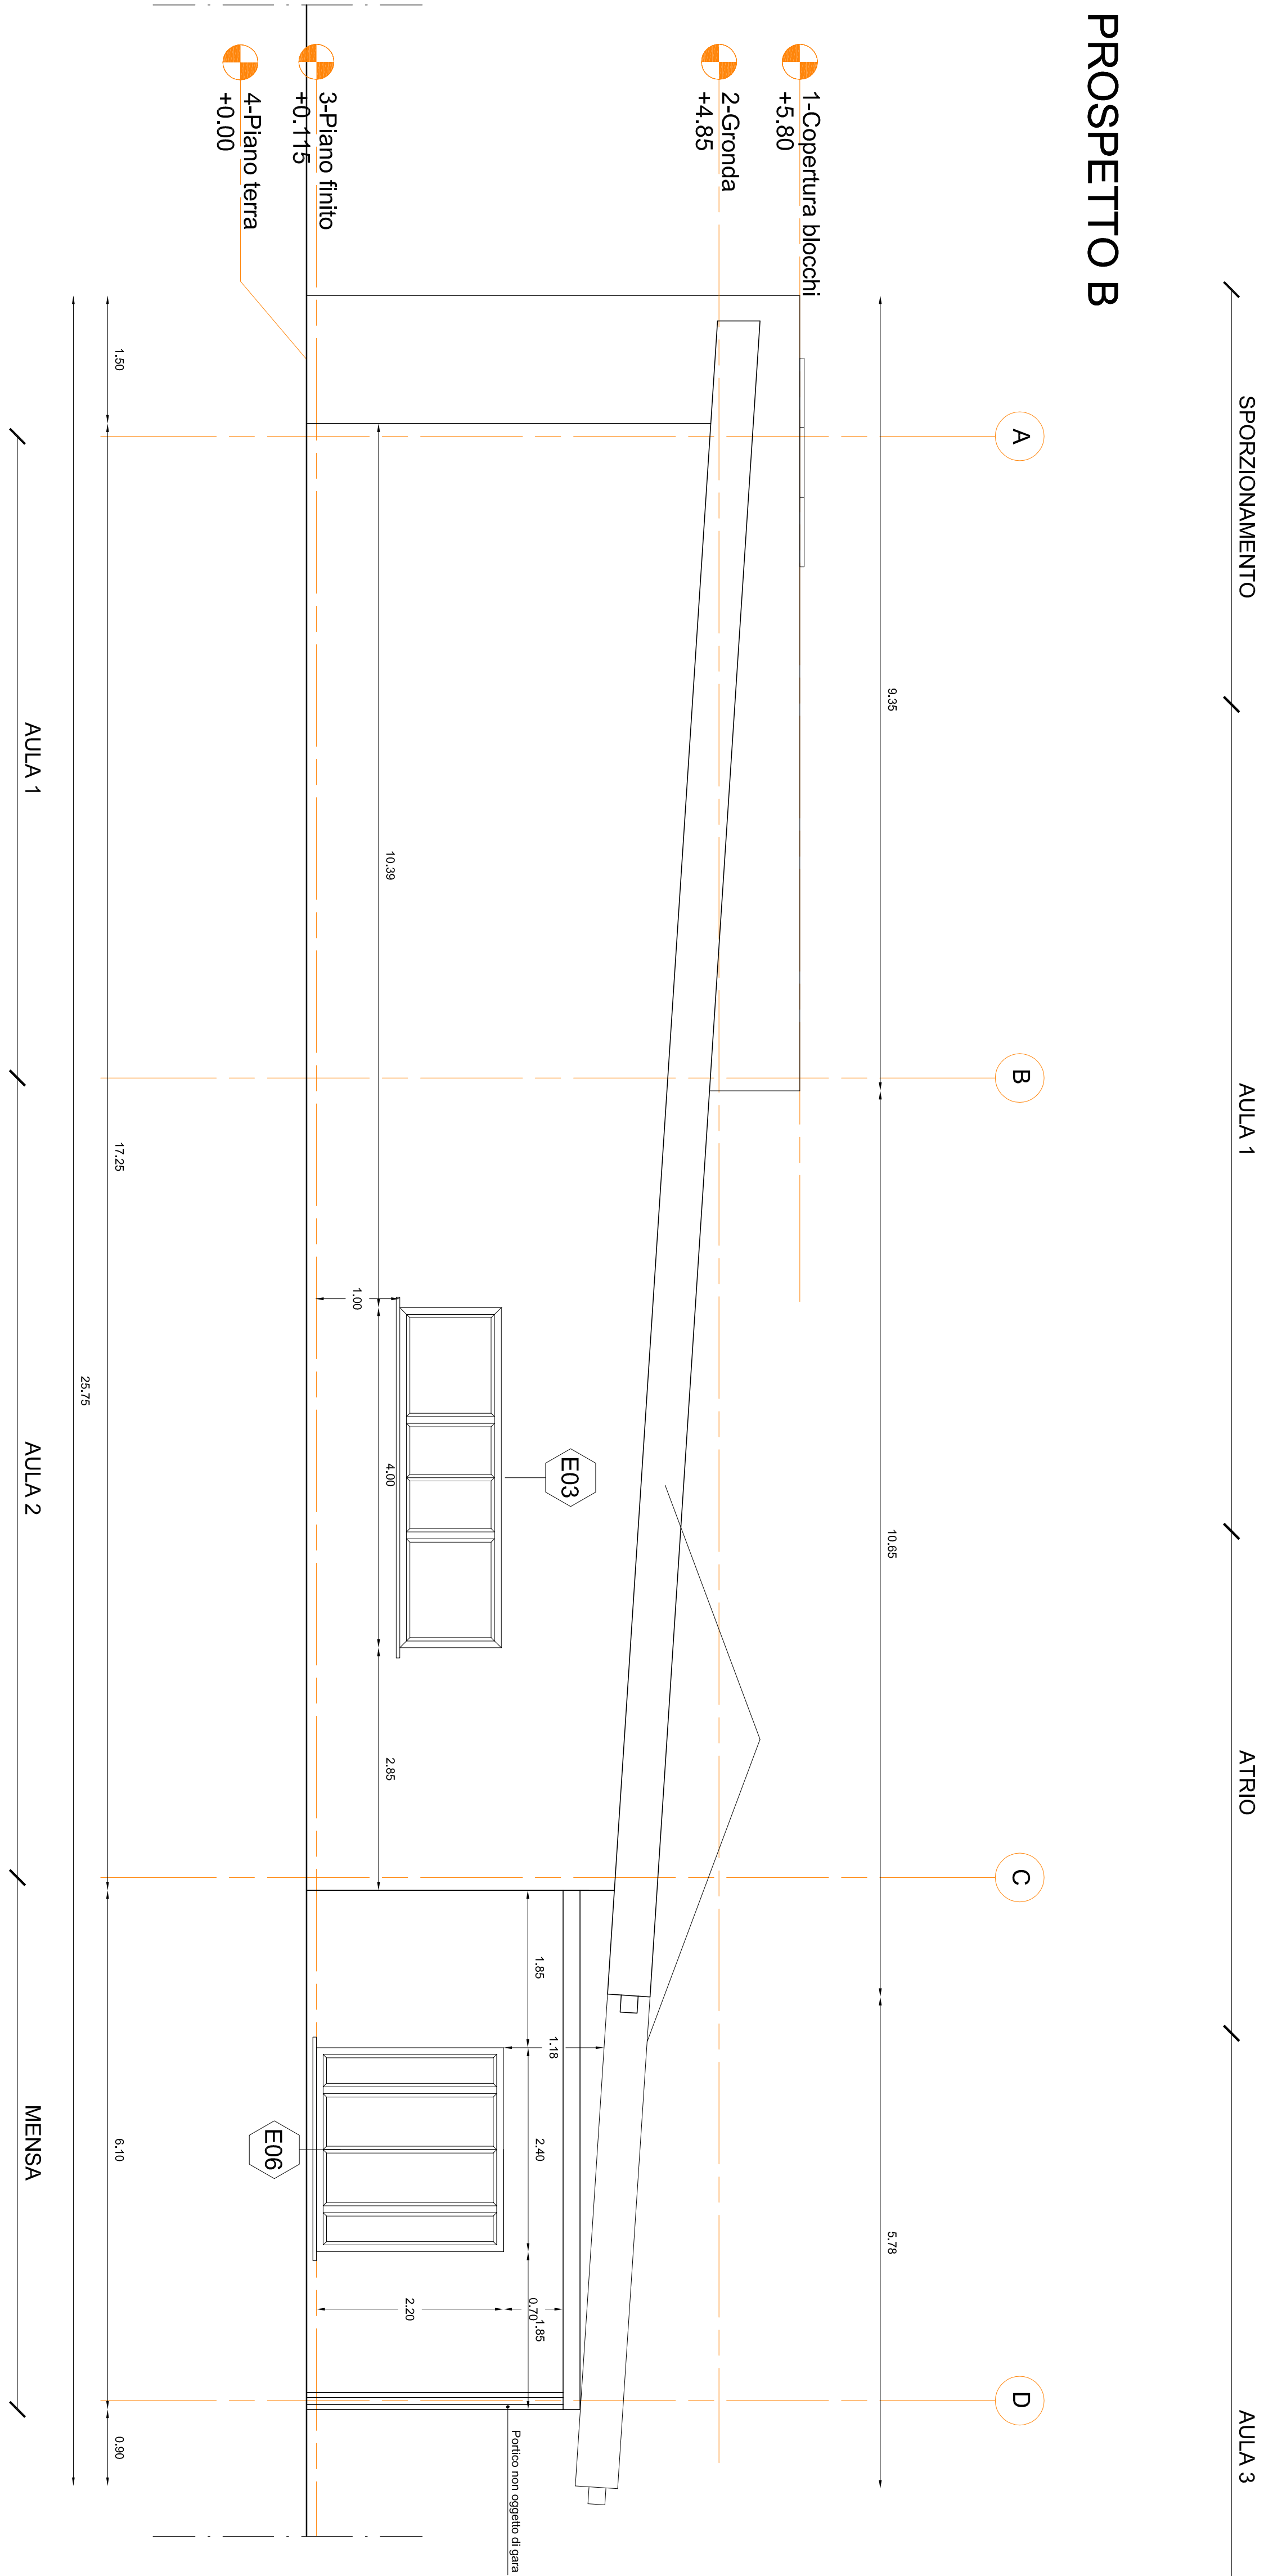 SPORZIONAMENTO
AULA 1
ATRIO
AULA 3
PROSPETTO B
A
B
C
D
9.35
10.65
5.78
1-Copertura blocchi
+5.80
2-Gronda
+4.85
E03
1.18
1.85
2.40
1.85
0.70
Portico non oggetto di gara
10.39
4.00
2.85
2.20
1.00
3-Piano finito
+0.115
E06
4-Piano terra
+0.00
1.50
17.25
6.10
0.90
25.75
AULA 1
AULA 2
MENSA